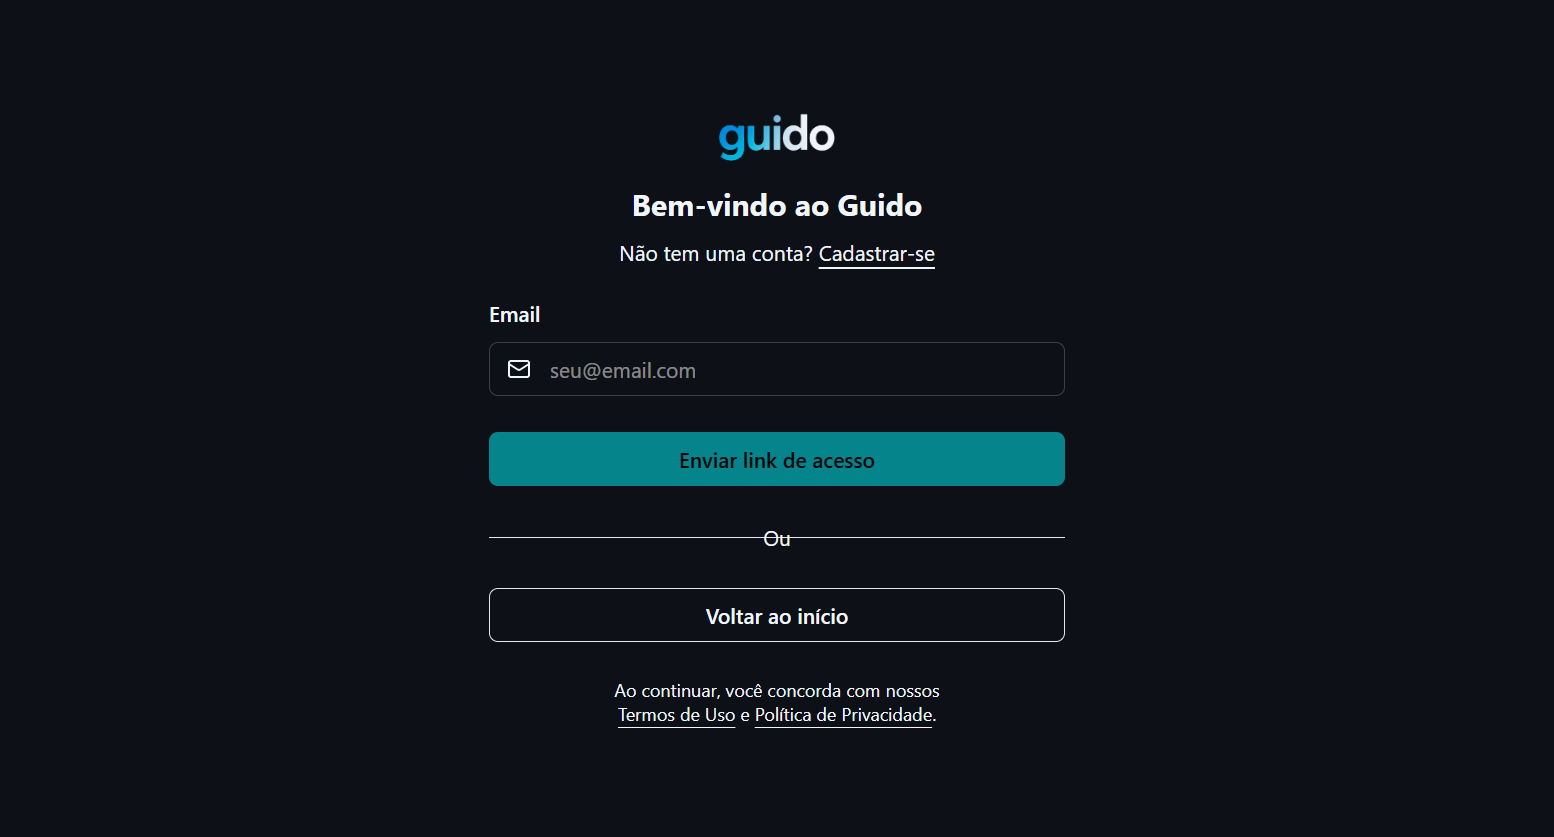 guido
Bem-vindo ao Guido
Não tem uma conta? Cadastrar-se
Email
seu@email.com
Enviar link de acesso
Ou
Voltar ao início
Ao continuar, você concorda com nossos
Termos de Uso e Política de Privacidade.